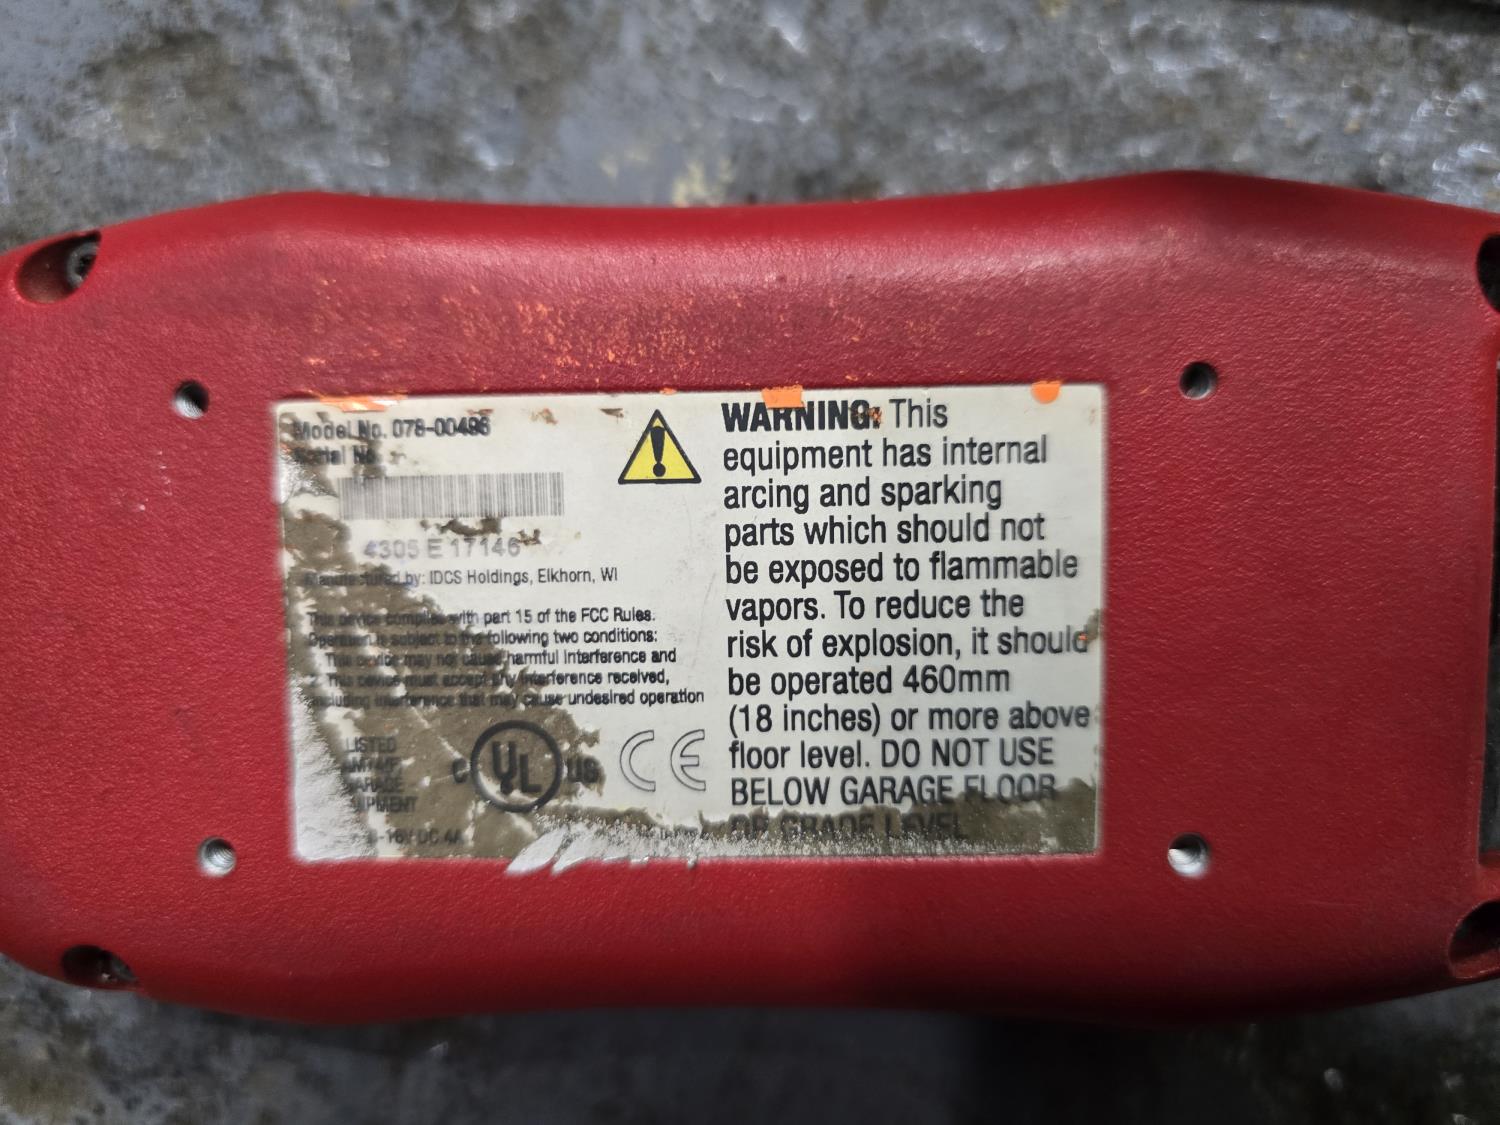 Model No. 078-00486
Serial No.
4305 E 17146
Manufactured by: IDCS Holdings, Elkhorn, WI
This device complies with part 15 of the FCC Rules.
Operation is subject to the following two conditions:
This device may not cause harmful interference and
2. This device must accept any interference received,
including interference that may cause undesired operation
LISTED
C UL US
CE
DC 4A
WARNING: This
equipment has internal
arcing and sparking
parts which should not
be exposed to flammable
vapors. To reduce the
risk of explosion, it should
be operated 460mm
(18 inches) or more above
floor level. DO NOT USE
BELOW GARAGE FLOOR
OR GRADE LEVEL